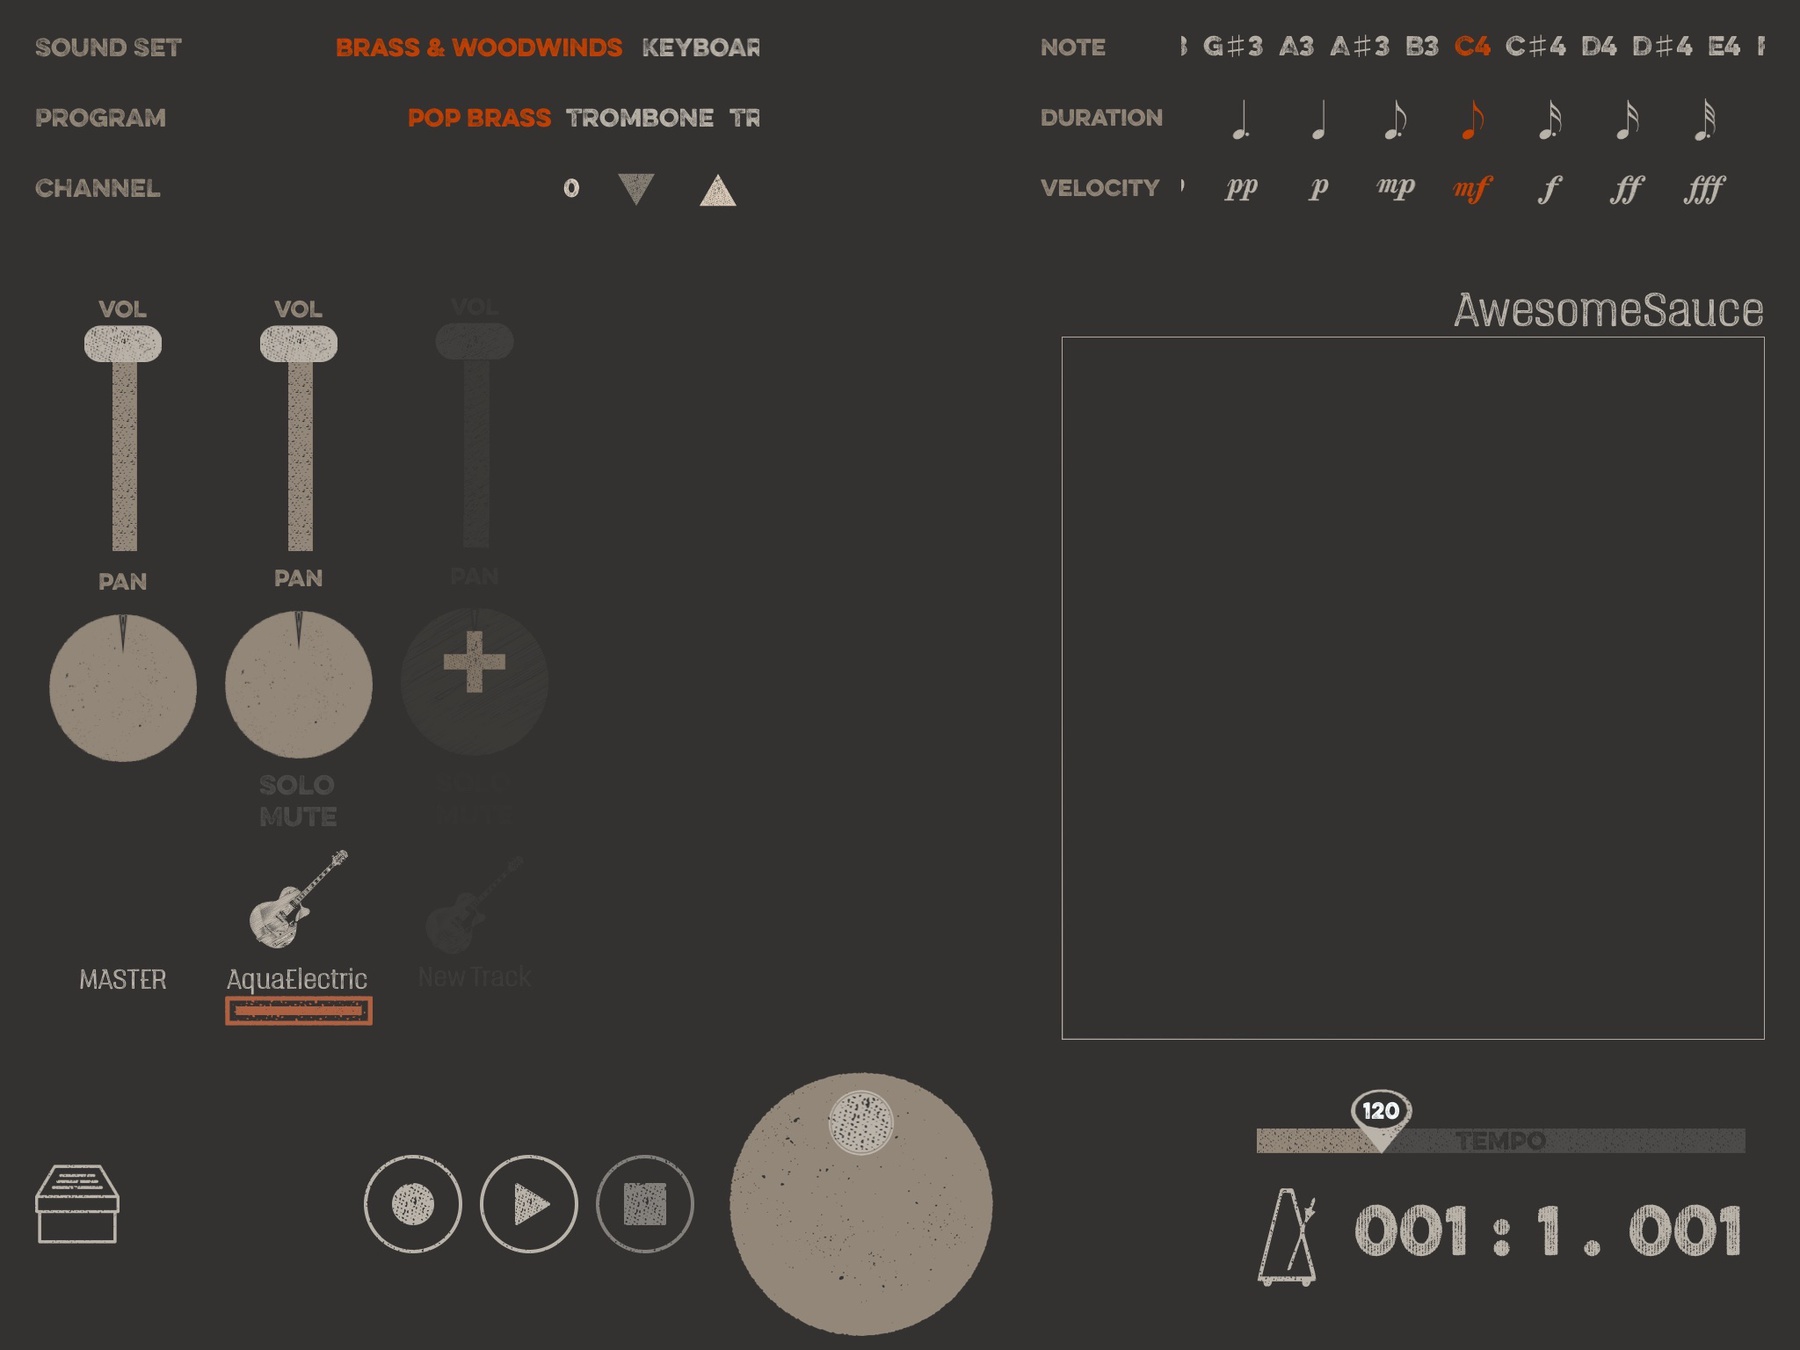 SOUND SET BRASS & WOODWINDS KEYBOAR
NOTE G♯3 A3 A♯3 B3 C4 C♯4 D4 D♯4 E4
PROGRAM POP BRASS TROMBONE TR
DURATION
CHANNEL 0
VELOCITY pp p mp mf f ff fff
AwesomeSauce
VOL VOL VOL
PAN PAN PAN
SOLO SOLO
MUTE MUTE
MASTER AquaElectric New Track
120
TEMPO
001 : 1 . 001